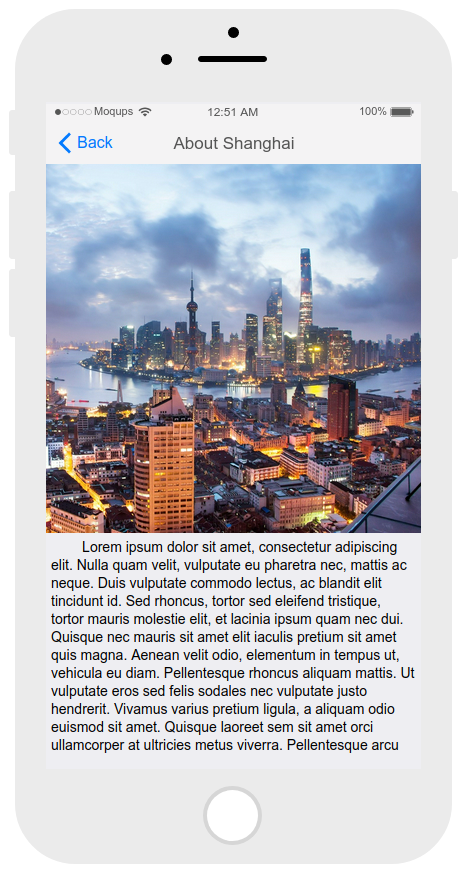 Moqups 12:51 AM 100%
Back About Shanghai
Lorem ipsum dolor sit amet, consectetur adipiscing
elit. Nulla quam velit, vulputate eu pharetra nec, mattis ac
neque. Duis vulputate commodo lectus, ac blandit elit
tincidunt id. Sed rhoncus, tortor sed eleifend tristique,
tortor mauris molestie elit, et lacinia ipsum quam nec dui.
Quisque nec mauris sit amet elit iaculis pretium sit amet
quis magna. Aenean velit odio, elementum in tempus ut,
vehicula eu diam. Pellentesque rhoncus aliquam mattis. Ut
vulputate eros sed felis sodales nec vulputate justo
hendrerit. Vivamus varius pretium ligula, a aliquam odio
euismod sit amet. Quisque laoreet sem sit amet orci
ullamcorper at ultricies metus viverra. Pellentesque arcu